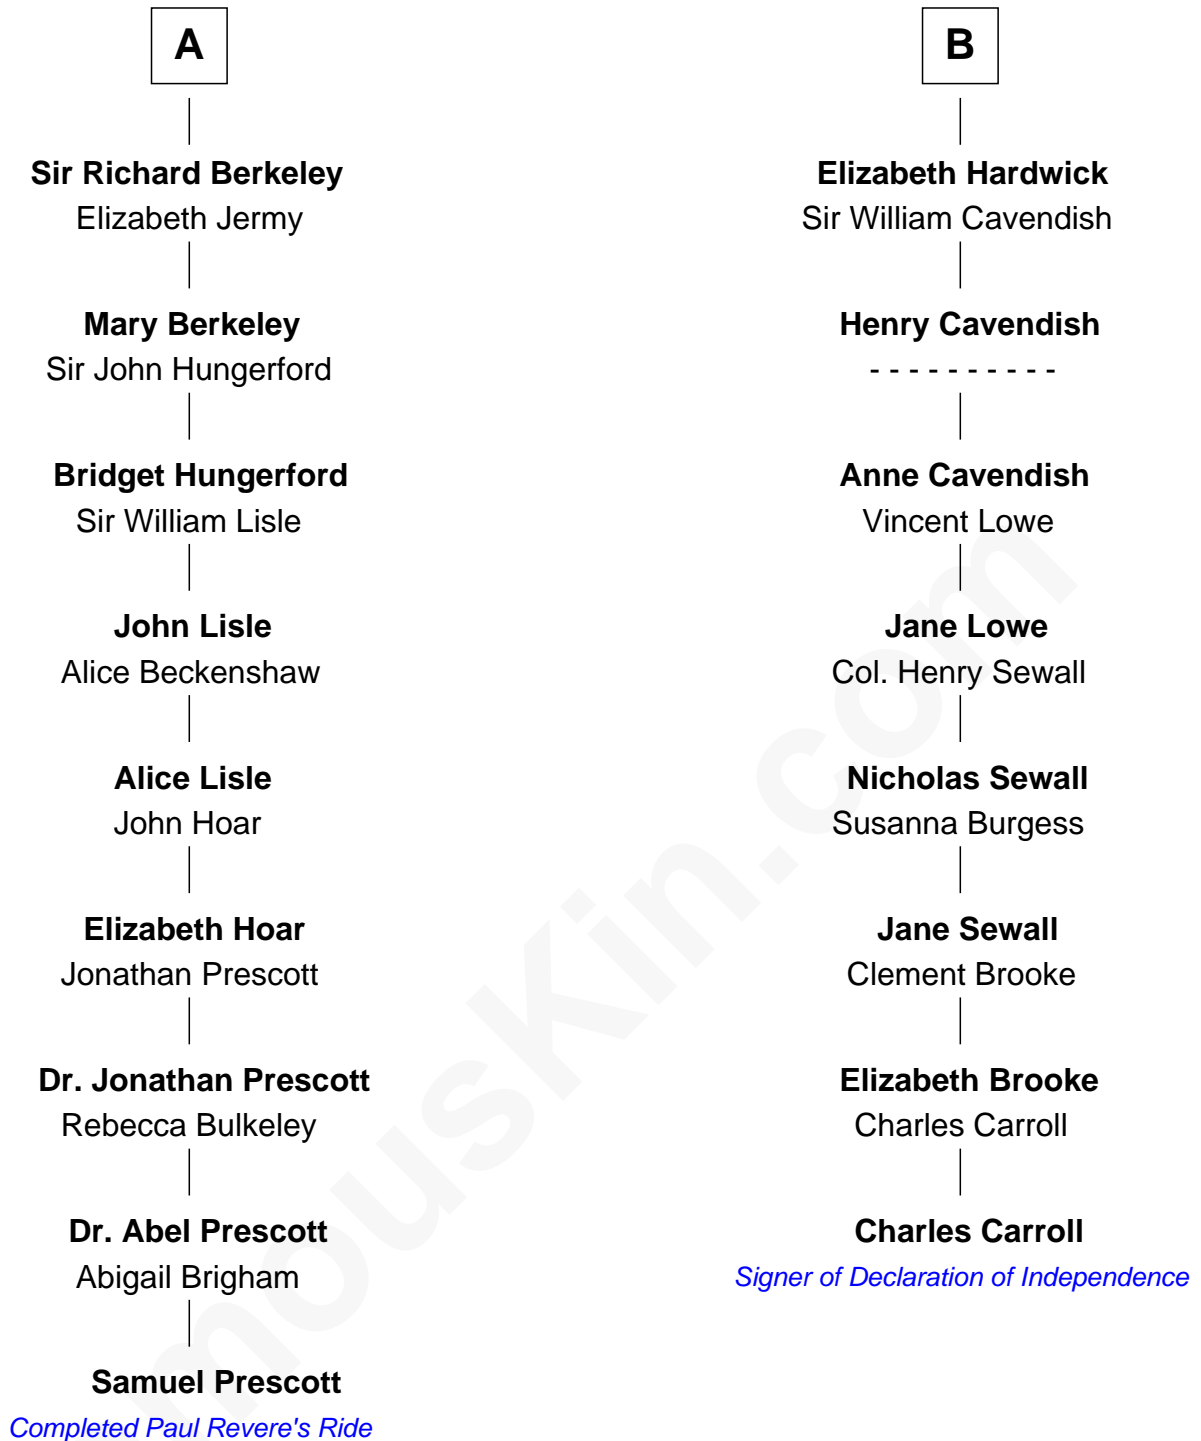 A
Sir Richard Berkeley
Elizabeth Jermy
Mary Berkeley
Sir John Hungerford
Bridget Hungerford
Sir William Lisle
John Lisle
Alice Beckenshaw
Alice Lisle
John Hoar
Elizabeth Hoar
Jonathan Prescott
Dr. Jonathan Prescott
Rebecca Bulkeley
Dr. Abel Prescott
Abigail Brigham
Samuel Prescott
Completed Paul Revere's Ride
B
Elizabeth Hardwick
Sir William Cavendish
Henry Cavendish
- - - - - - - - - -
Anne Cavendish
Vincent Lowe
Jane Lowe
Col. Henry Sewall
Nicholas Sewall
Susanna Burgess
Jane Sewall
Clement Brooke
Elizabeth Brooke
Charles Carroll
Charles Carroll
Signer of Declaration of Independence
mousKin.com